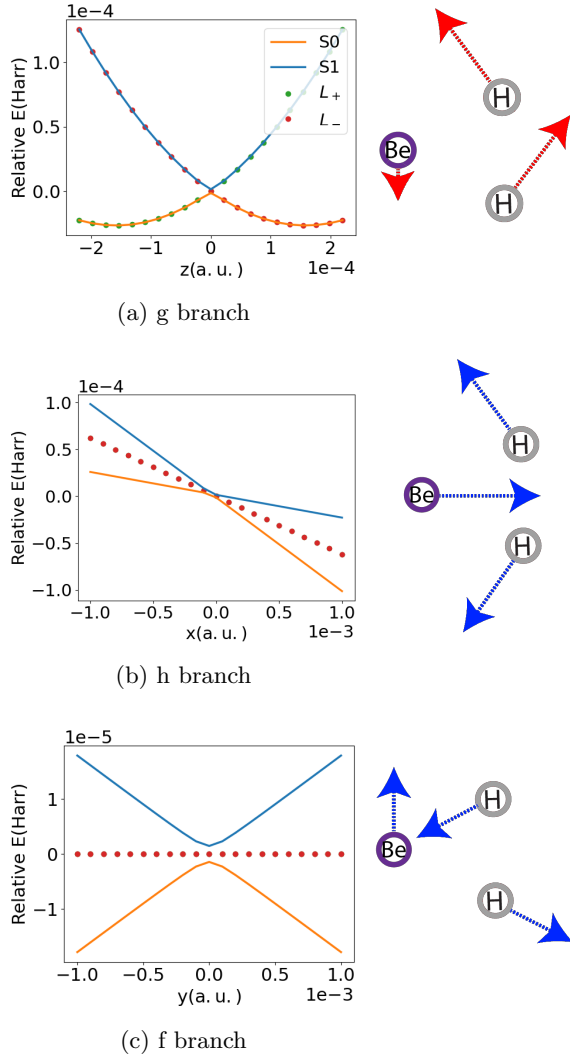 1e−4
1.0
0.5
0.0
Relative E(Harr)
S0
S1
L+
L−
−2 −1 0 1 2
z(a.u.) 1e−4
H
Be
H
(a) g branch
1e−4
1.0
0.5
0.0
−0.5
−1.0
Relative E(Harr)
−1.0 −0.5 0.0 0.5 1.0
x(a.u.) 1e−3
H
Be
H
(b) h branch
1e−5
1
0
−1
Relative E(Harr)
−1.0 −0.5 0.0 0.5 1.0
y(a.u.) 1e−3
H
Be
H
(c) f branch